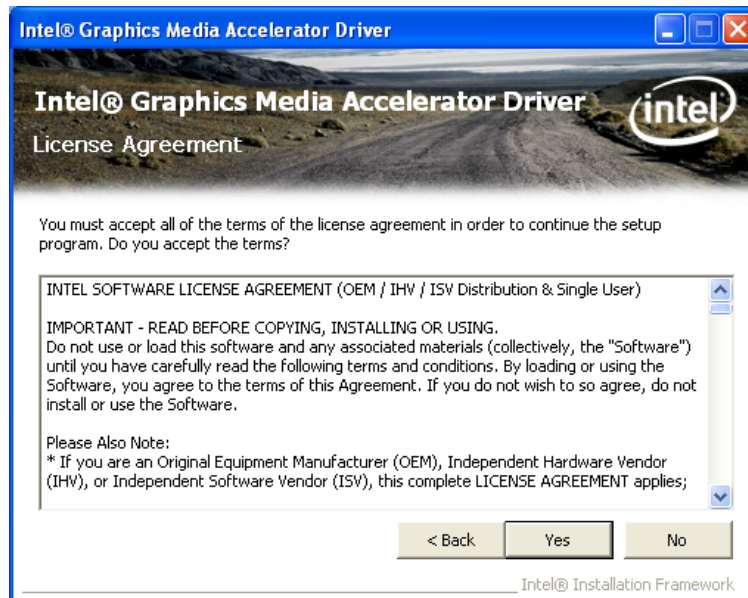 Intel® Graphics Media Accelerator Driver
Intel® Graphics Media Accelerator Driver
intel
License Agreement
You must accept all of the terms of the license agreement in order to continue the setup
program. Do you accept the terms?
INTEL SOFTWARE LICENSE AGREEMENT (OEM / IHV / ISV Distribution & Single User)
IMPORTANT - READ BEFORE COPYING, INSTALLING OR USING.
Do not use or load this software and any associated materials (collectively, the "Software")
until you have carefully read the following terms and conditions. By loading or using the
Software, you agree to the terms of this Agreement. If you do not wish to so agree, do not
install or use the Software.
Please Also Note:
* If you are an Original Equipment Manufacturer (OEM), Independent Hardware Vendor
(IHV), or Independent Software Vendor (ISV), this complete LICENSE AGREEMENT applies;
< Back Yes No
Intel® Installation Framework